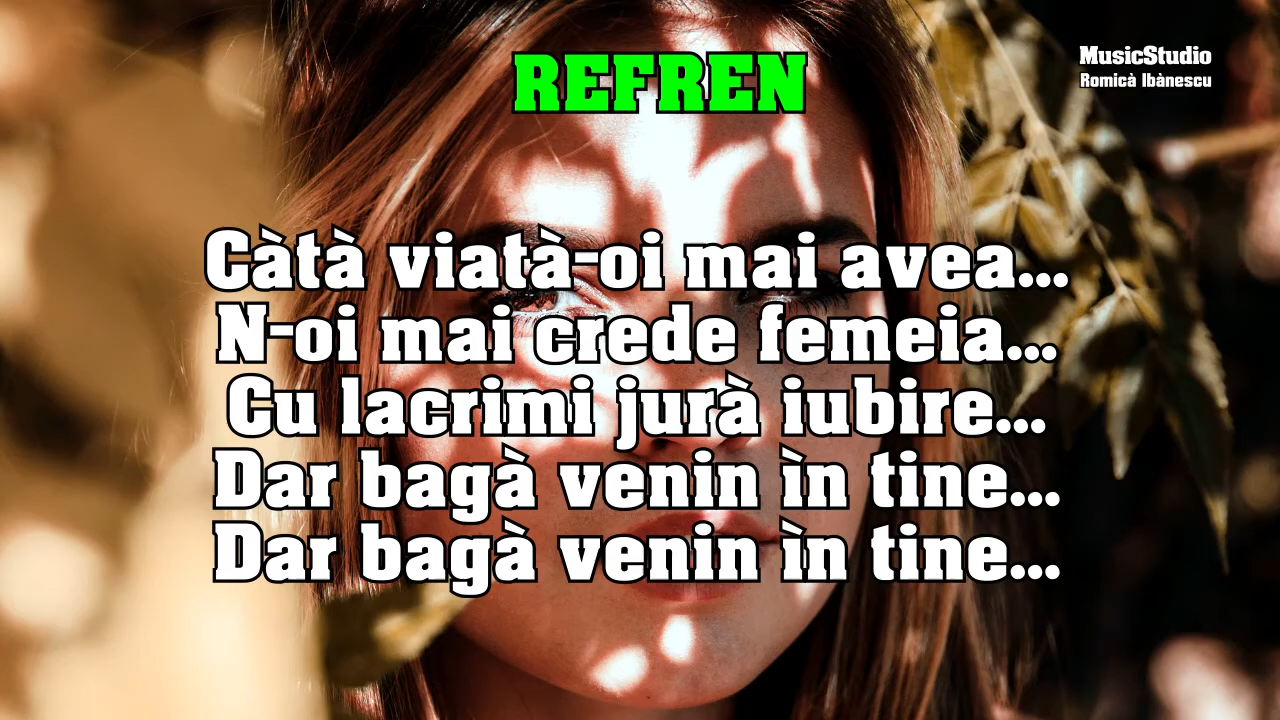 REFREN
MusicStudio
Romicà Ibànescu
Càtà viatà-oi mai avea...
N-oi mai crede femeia...
Cu lacrimi jurà iubire...
Dar bagà venin ìn tine...
Dar bagà venin ìn tine...